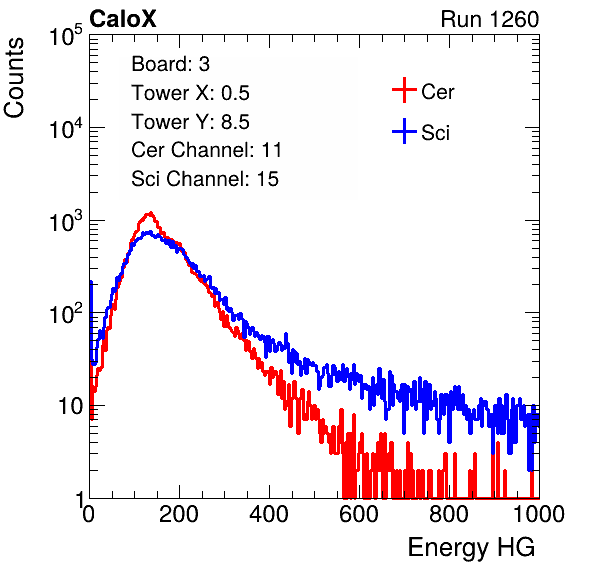 CaloX
Run 1260
Counts
Board: 3
Tower X: 0.5
Tower Y: 8.5
Cer Channel: 11
Sci Channel: 15
Cer
Sci
10^5
10^4
10^3
10^2
10
1
0 200 400 600 800 1000
Energy HG